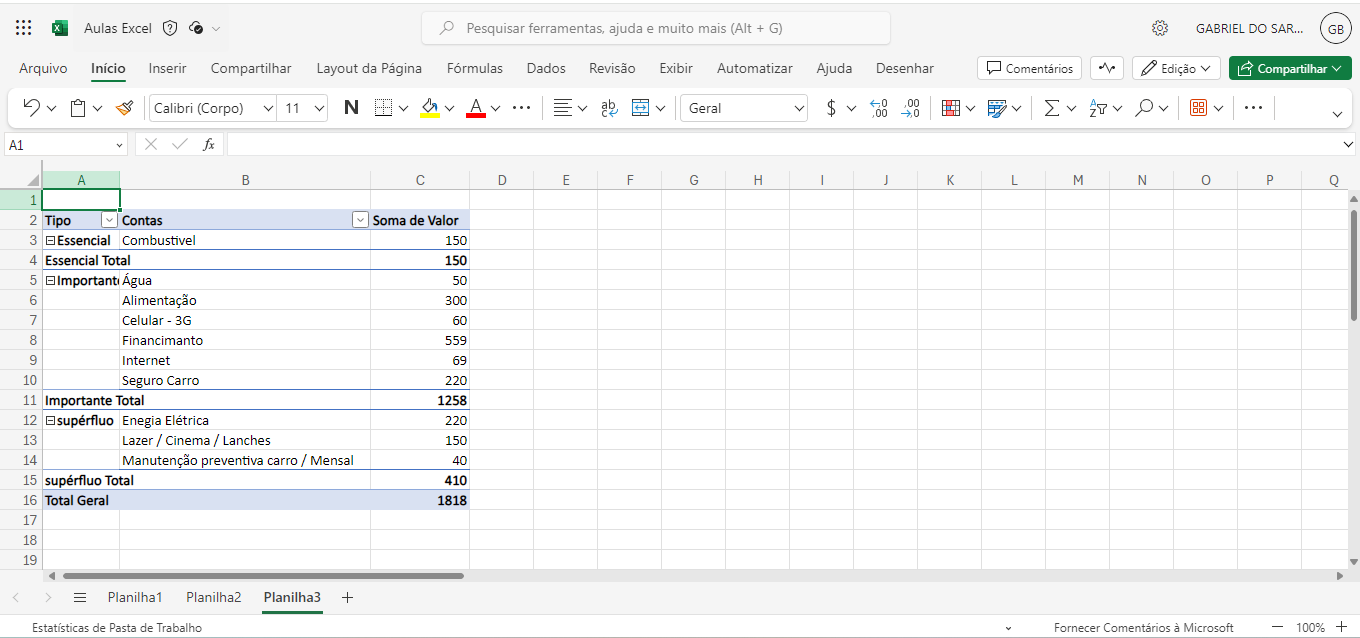 Aulas Excel
Pesquisar ferramentas, ajuda e muito mais (Alt + G)
GABRIEL DO SAR...
GB
Arquivo Início Inserir Compartilhar Layout da Página Fórmulas Dados Revisão Exibir Automatizar Ajuda Desenhar Comentários Edição Compartilhar
Calibri (Corpo) 11 N A ab Geral $ ,00 ,00 ,0
A1 fx
A B C D E F G H I J K L M N O P Q
1
2 Tipo Contas Soma de Valor
3 Essencial Combustivel 150
4 Essencial Total 150
5 Importante Água 50
6 Alimentação 300
7 Celular - 3G 60
8 Financimanto 559
9 Internet 69
10 Seguro Carro 220
11 Importante Total 1258
12 supérfluo Enegia Elétrica 220
13 Lazer / Cinema / Lanches 150
14 Manutenção preventiva carro / Mensal 40
15 supérfluo Total 410
16 Total Geral 1818
17
18
19
Planilha1 Planilha2 Planilha3
Estatísticas de Pasta de Trabalho Fornecer Comentários à Microsoft 100%